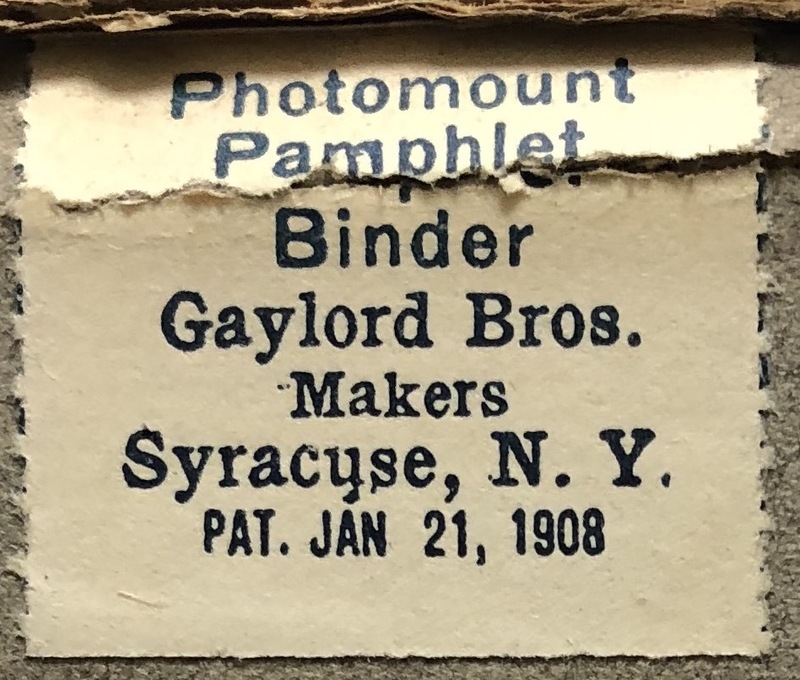 Photomount
Pamphlet
Binder
Gaylord Bros.
Makers
Syracuse, N. Y.
PAT. JAN 21, 1908